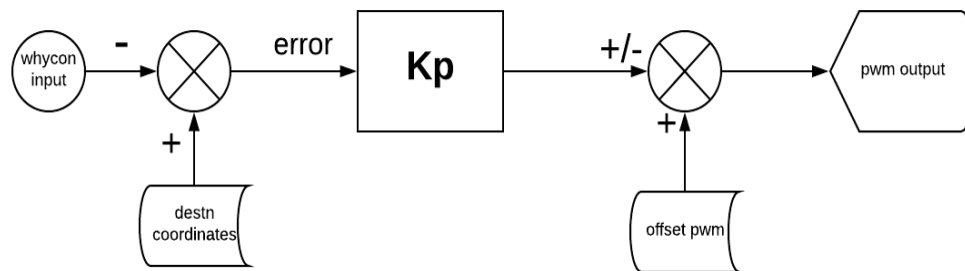 whycon
input
-
error
Kp
+/-
pwm output
+
destn
coordinates
+
offset pwm